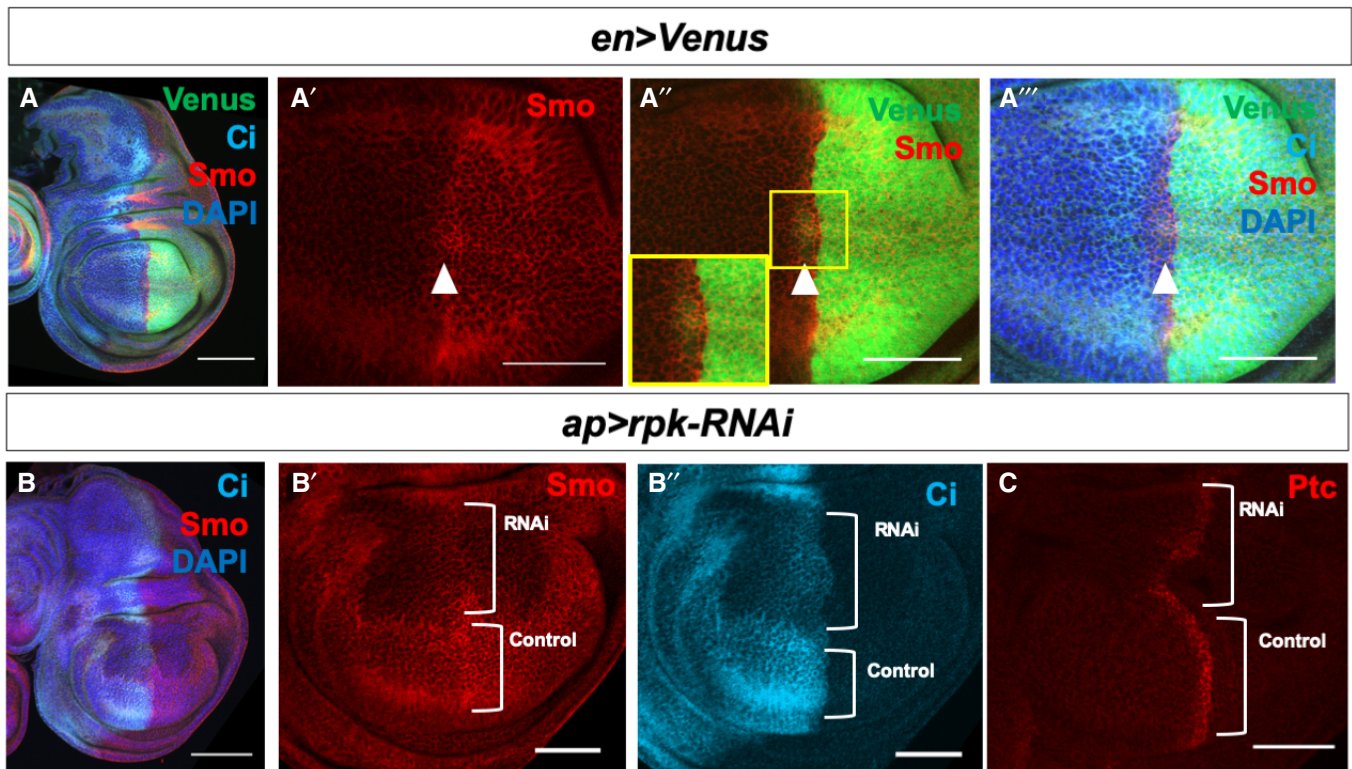 en>Venus
A
Venus
Ci
Smo
DAPI
A′
Smo
A″
Venus
Smo
A‴
Venus
Ci
Smo
DAPI
ap>rpk-RNAi
B
Ci
Smo
DAPI
B′
Smo
RNAi
Control
B″
Ci
RNAi
Control
C
Ptc
RNAi
Control